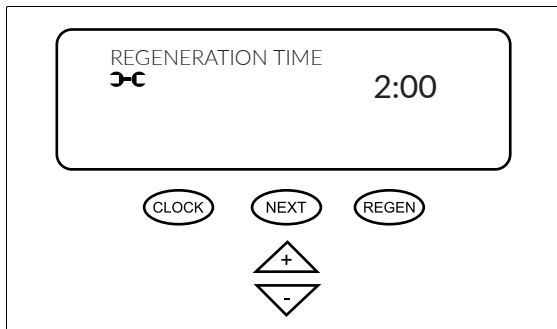 REGENERATION TIME
2:00
CLOCK NEXT REGEN
+
-